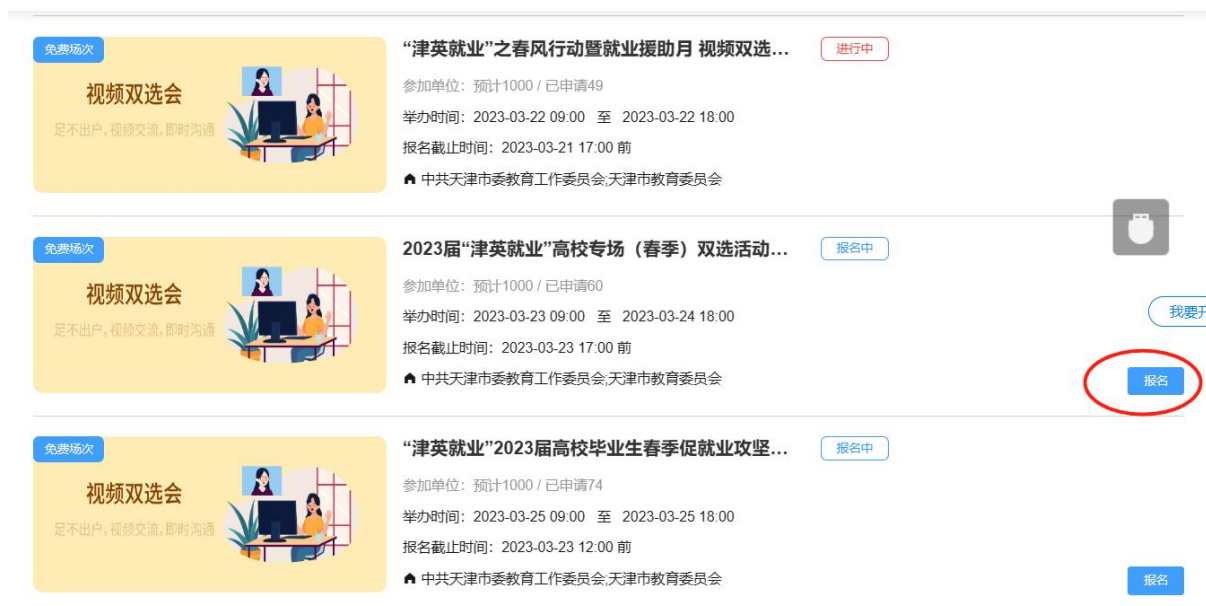 免费场次
视频双选会
足不出户，视频交流，即时沟通
“津英就业”之春风行动暨就业援助月 视频双选...
进行中
参加单位：预计1000 / 已申请49
举办时间：2023-03-22 09:00 至 2023-03-22 18:00
报名截止时间：2023-03-21 17:00 前
中共天津市委教育工作委员会;天津市教育委员会
免费场次
视频双选会
足不出户，视频交流，即时沟通
2023届“津英就业”高校专场（春季）双选活动...
报名中
参加单位：预计1000 / 已申请60
举办时间：2023-03-23 09:00 至 2023-03-24 18:00
报名截止时间：2023-03-23 17:00 前
中共天津市委教育工作委员会;天津市教育委员会
我要开
报名
免费场次
视频双选会
足不出户，视频交流，即时沟通
“津英就业”2023届高校毕业生春季促就业攻坚...
报名中
参加单位：预计1000 / 已申请74
举办时间：2023-03-25 09:00 至 2023-03-25 18:00
报名截止时间：2023-03-23 12:00 前
中共天津市委教育工作委员会;天津市教育委员会
报名